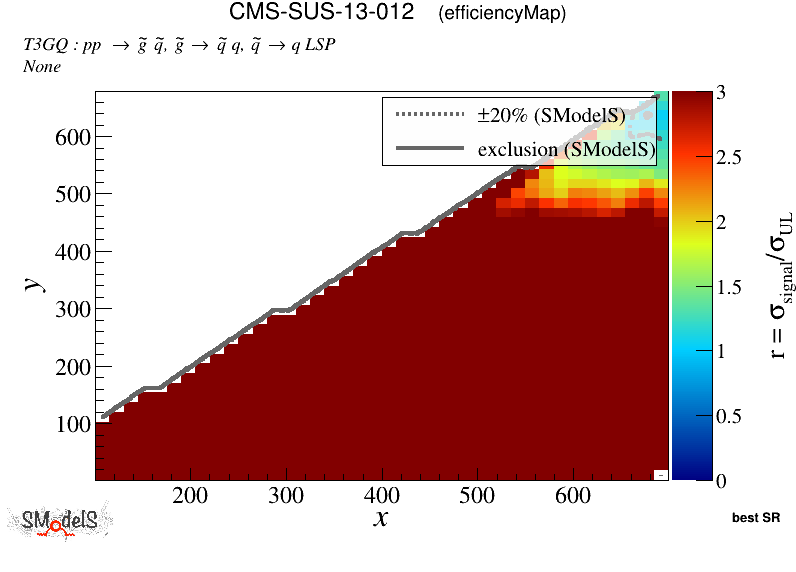 CMS-SUS-13-012 (efficiencyMap)
T3GQ : pp → g̃ q̃, g̃ → q̃ q, q̃ → q LSP
None
±20% (SModelS)
exclusion (SModelS)
600
500
400
300
200
100
y
200 300 400 500 600
x
3
2.5
2
1.5
1
0.5
0
r = σsignal/σUL
SModelS
best SR